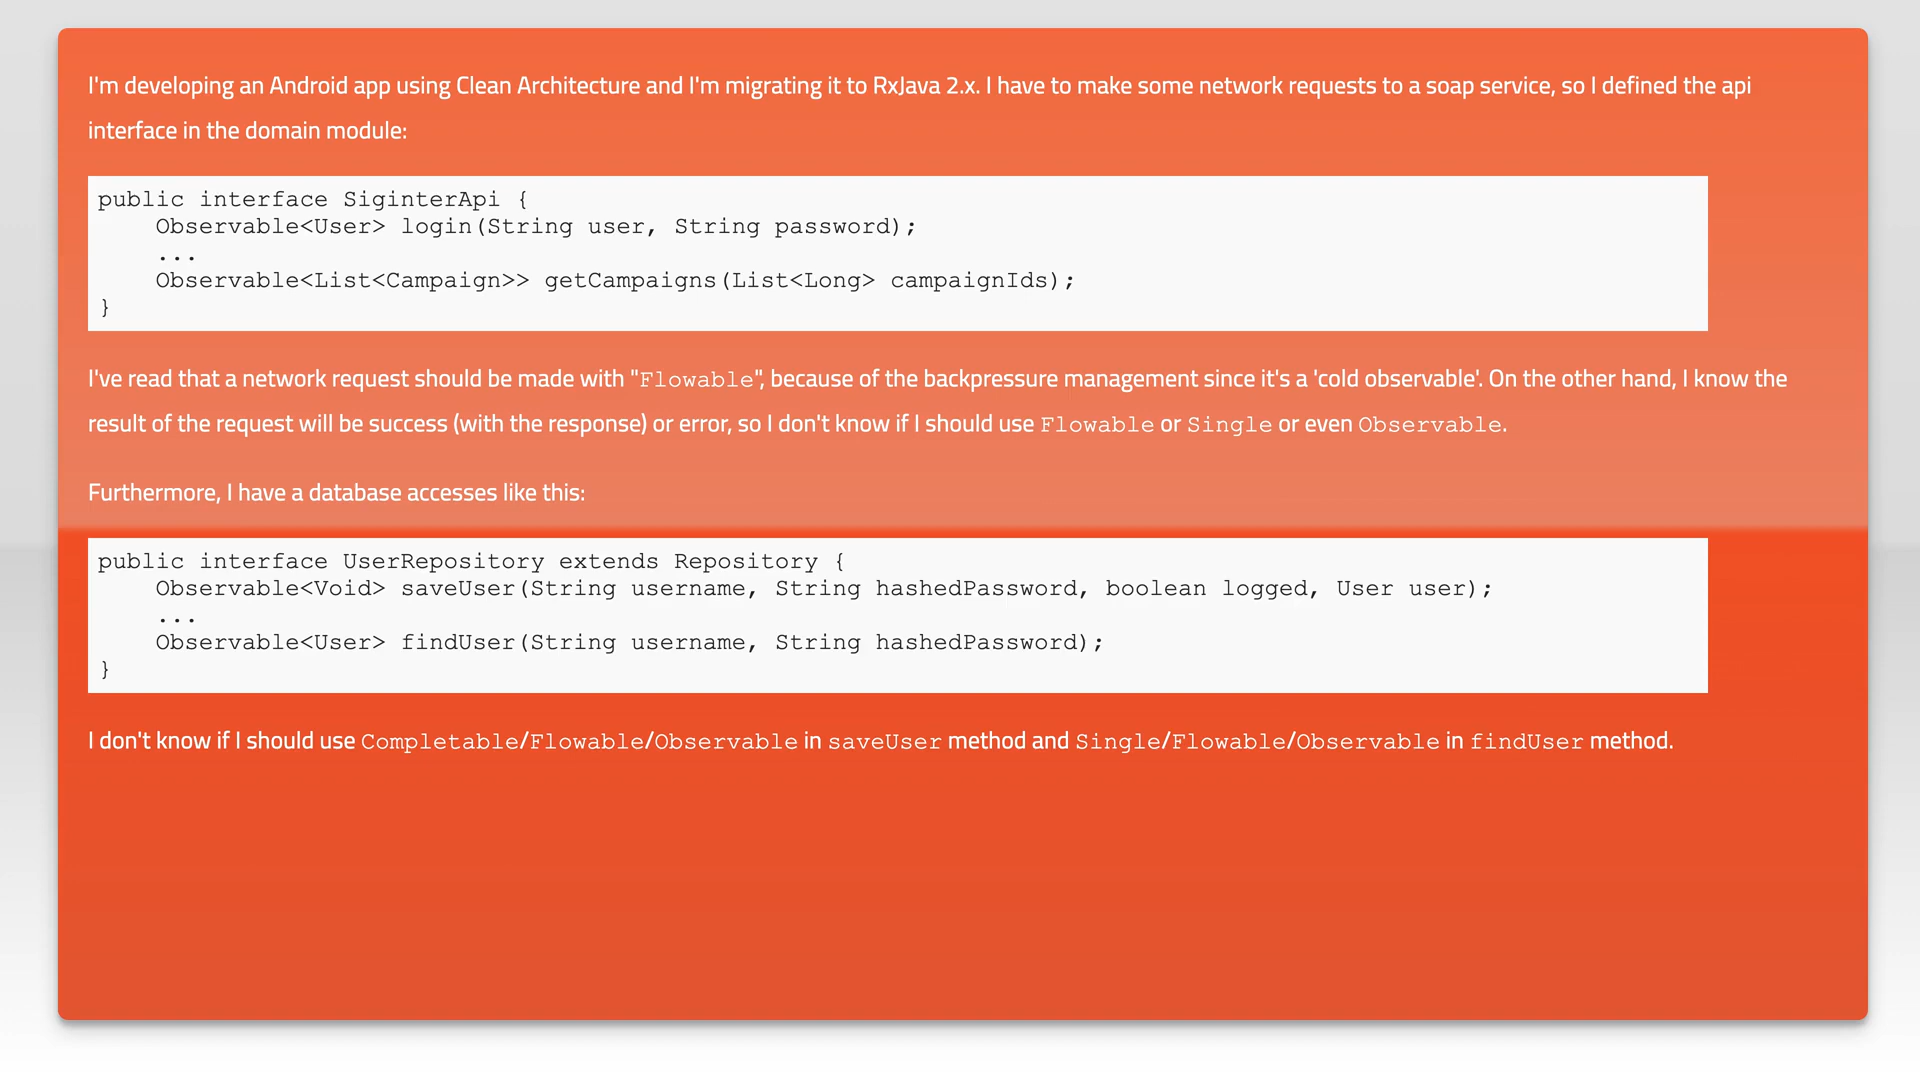 I'm developing an Android app using Clean Architecture and I'm migrating it to RxJava 2.x. I have to make some network requests to a soap service, so I defined the api
interface in the domain module:
public interface SiginterApi {
    Observable<User> login(String user, String password);
    ...
    Observable<List<Campaign>> getCampaigns(List<Long> campaignIds);
}
I've read that a network request should be made with "Flowable", because of the backpressure management since it's a 'cold observable'. On the other hand, I know the
result of the request will be success (with the response) or error, so I don't know if I should use Flowable or Single or even Observable.
Furthermore, I have a database accesses like this:
public interface UserRepository extends Repository {
    Observable<Void> saveUser(String username, String hashedPassword, boolean logged, User user);
    ...
    Observable<User> findUser(String username, String hashedPassword);
}
I don't know if I should use Completable/Flowable/Observable in saveUser method and Single/Flowable/Observable in findUser method.